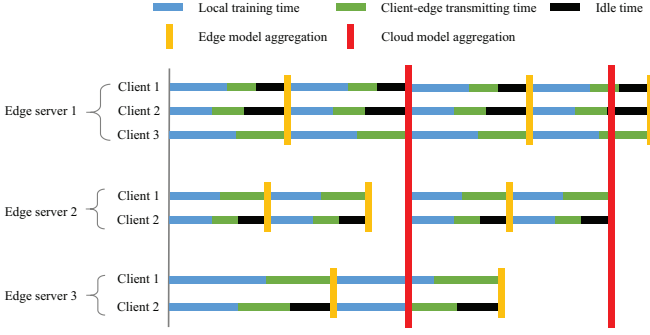 Local training time Client-edge transmitting time Idle time
Edge model aggregation Cloud model aggregation
Client 1
Edge server 1 Client 2
Client 3
Client 1
Edge server 2
Client 2
Client 1
Edge server 3
Client 2